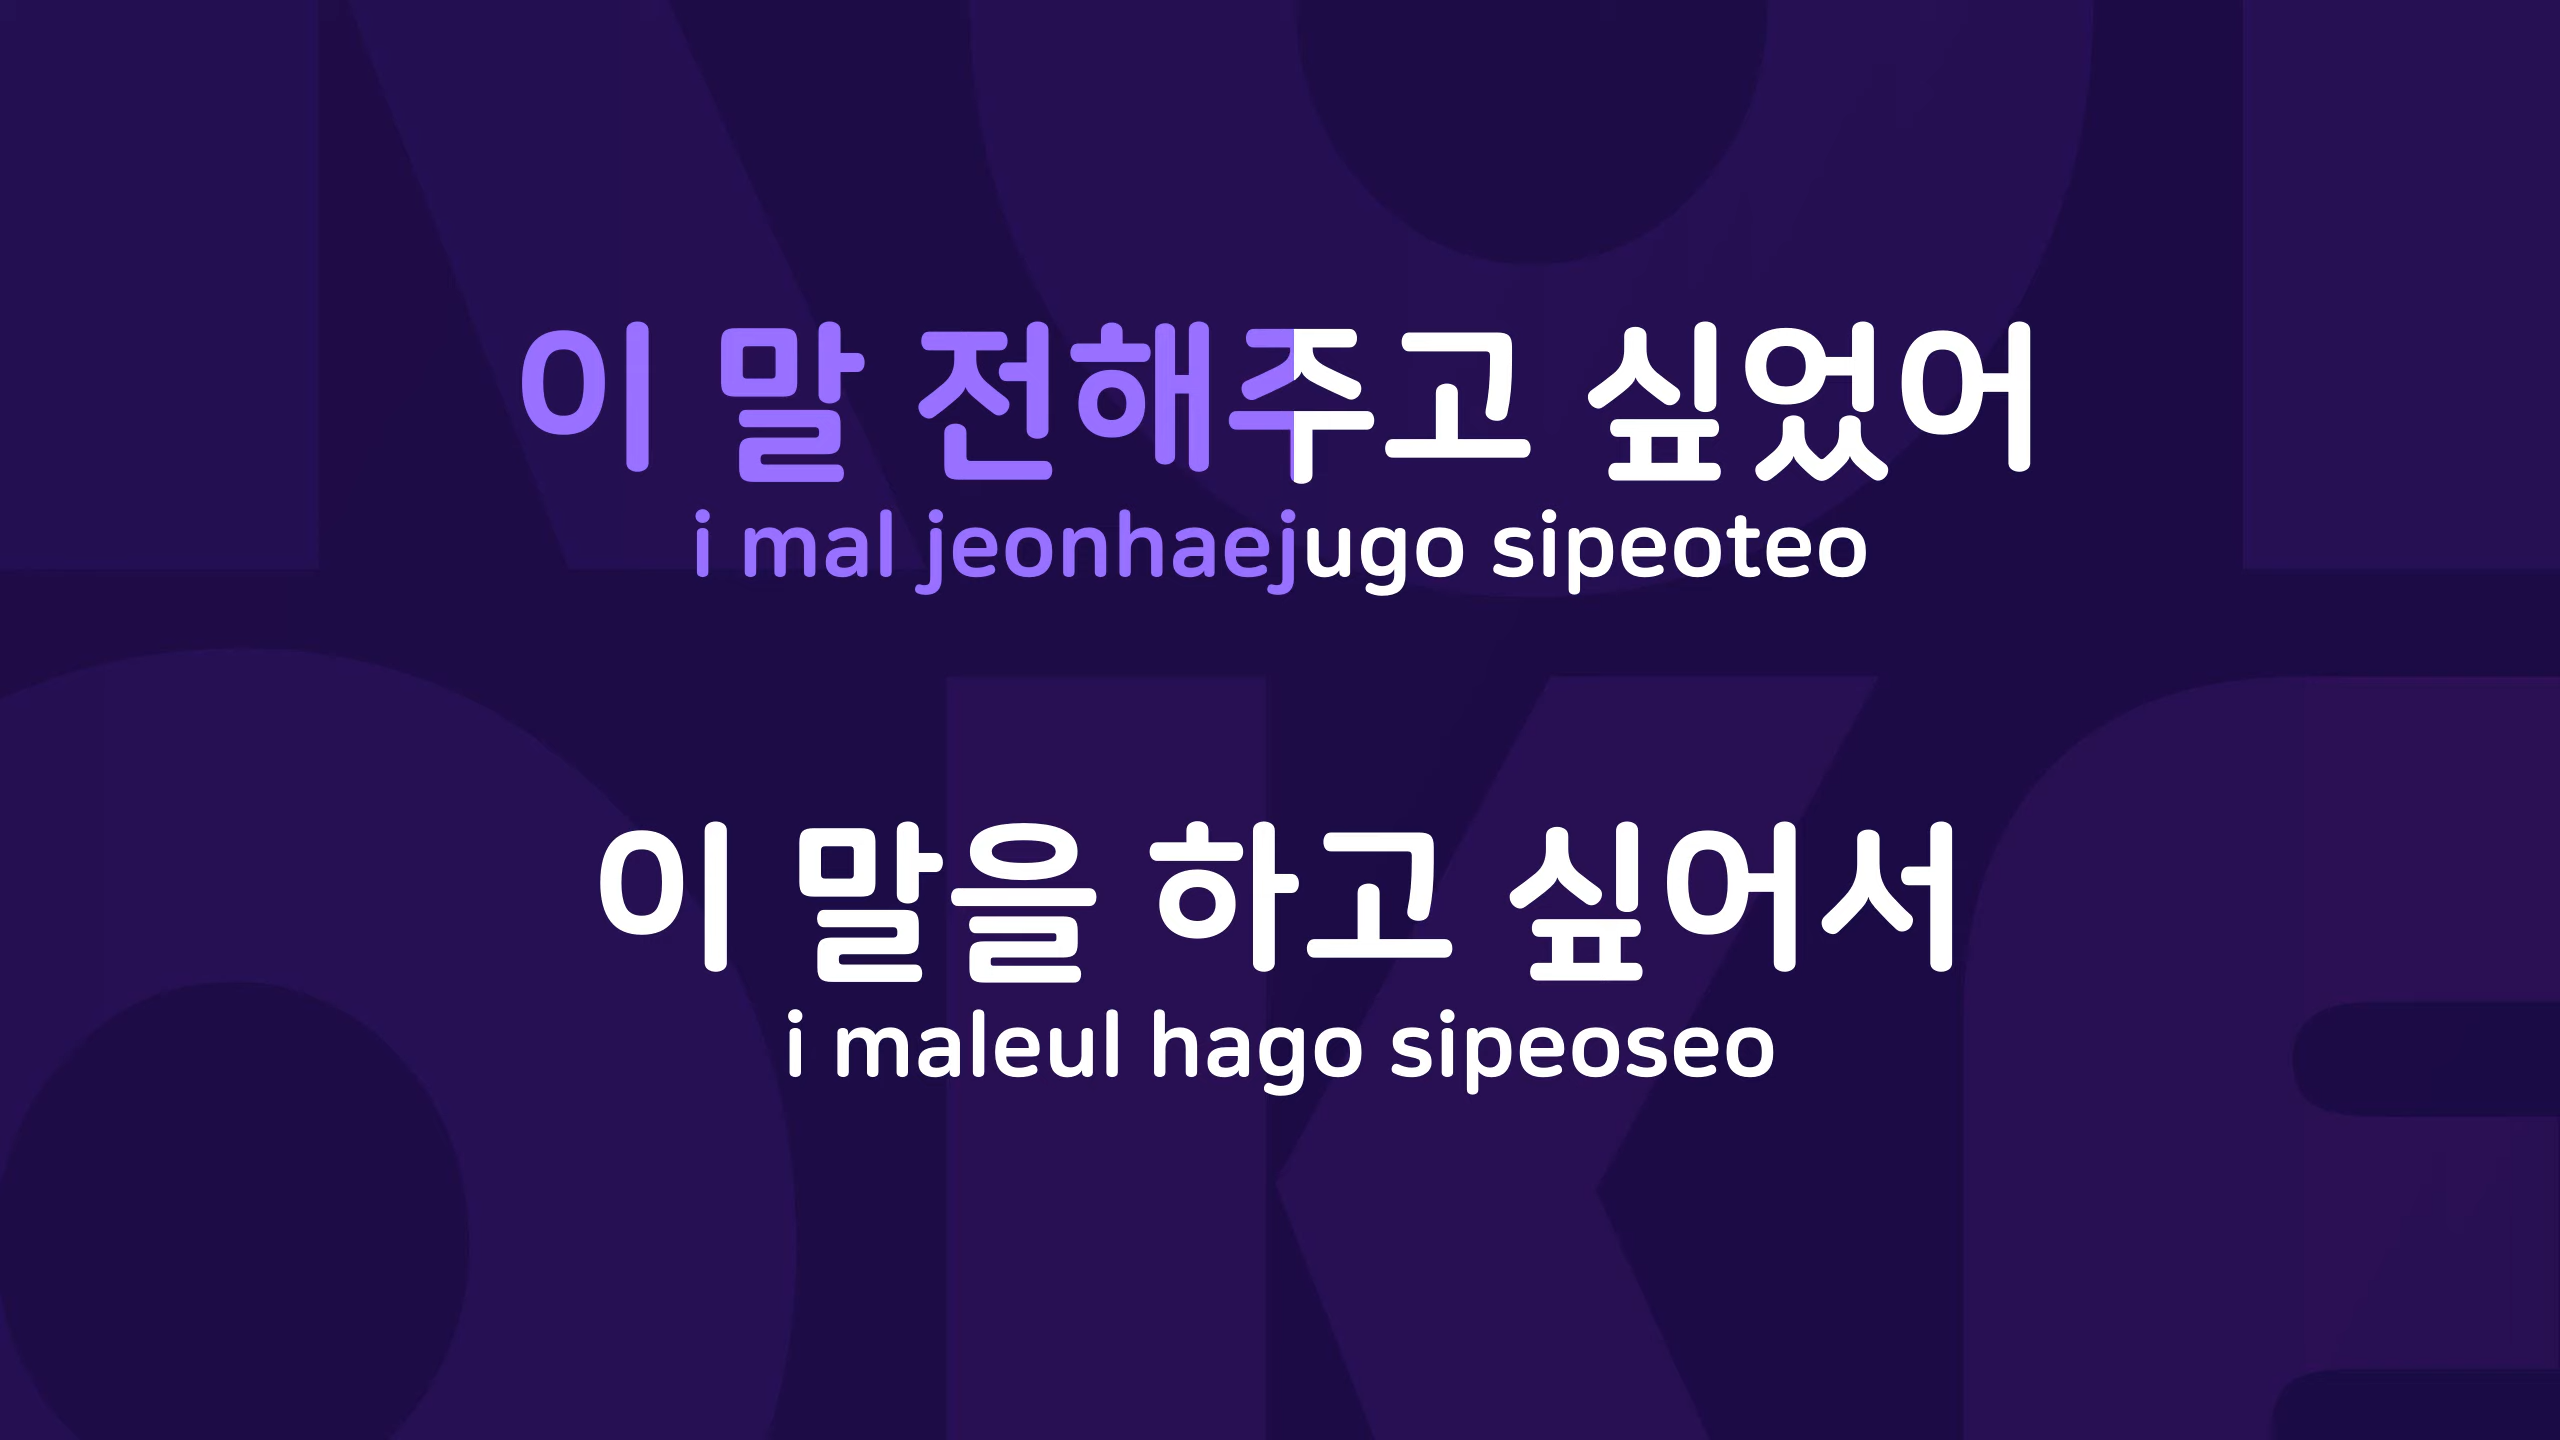 이 말 전해주고 싶었어
i mal jeonhaejugo sipeoteo
이 말을 하고 싶어서
i maleul hago sipeoseo